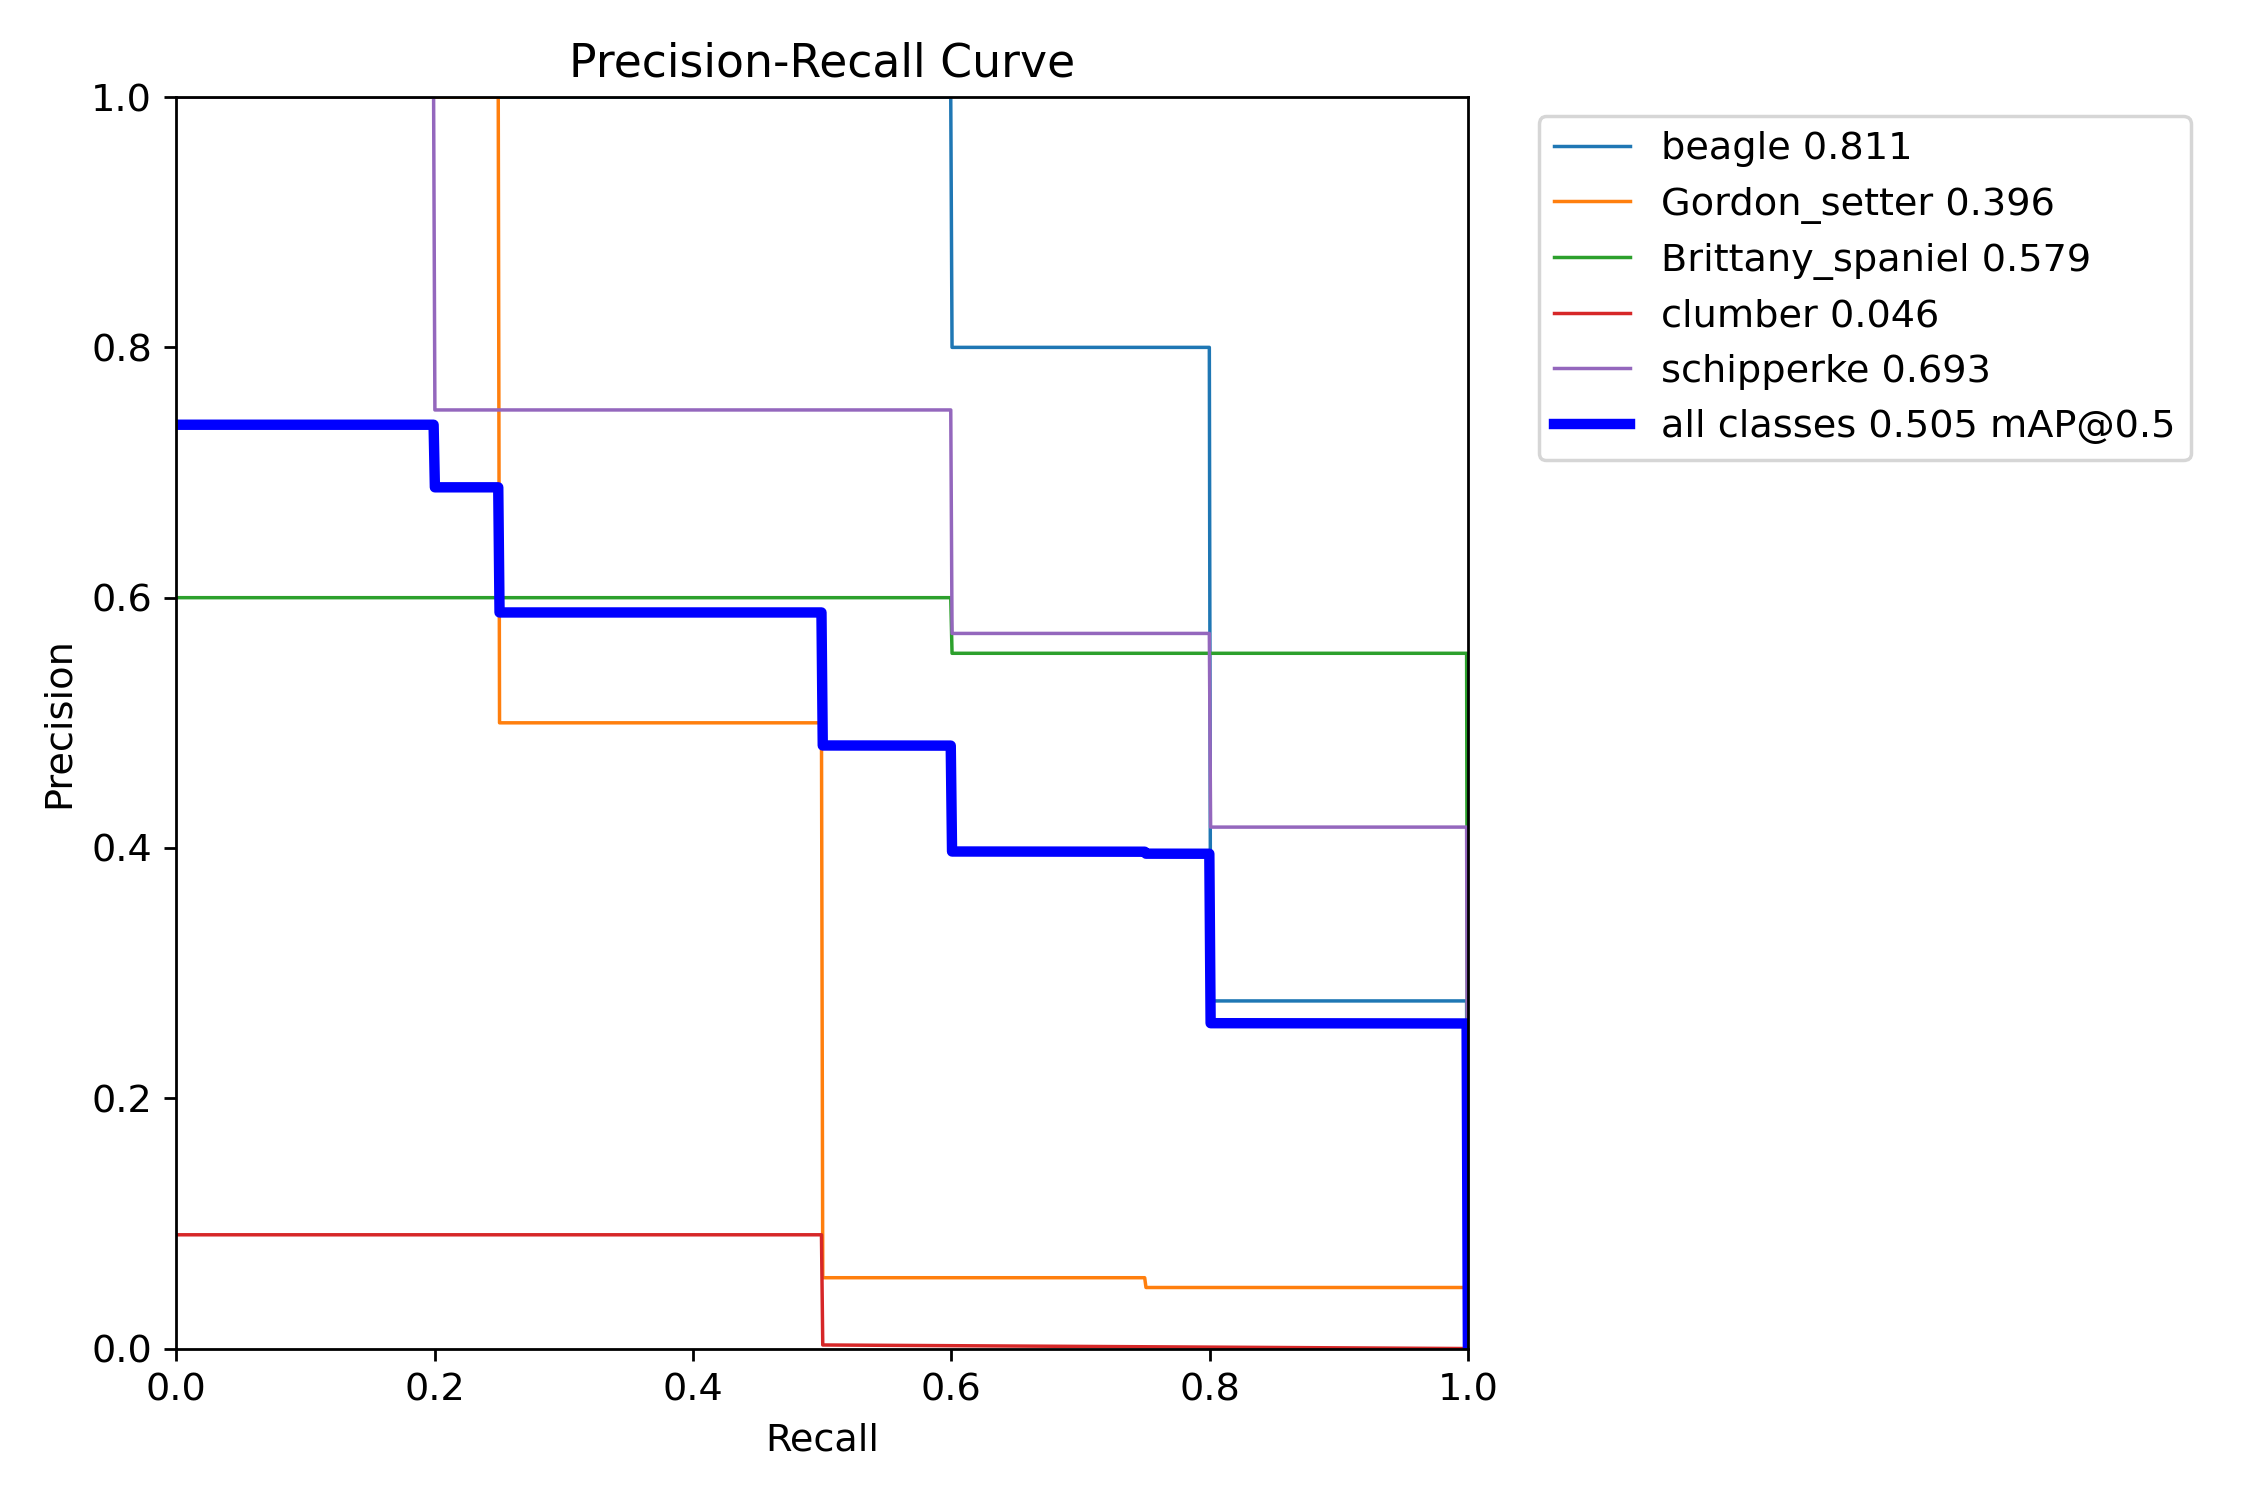 Precision-Recall Curve
1.0
0.8
0.6
0.4
0.2
0.0
Precision
0.0 0.2 0.4 0.6 0.8 1.0
Recall
beagle 0.811
Gordon_setter 0.396
Brittany_spaniel 0.579
clumber 0.046
schipperke 0.693
all classes 0.505 mAP@0.5